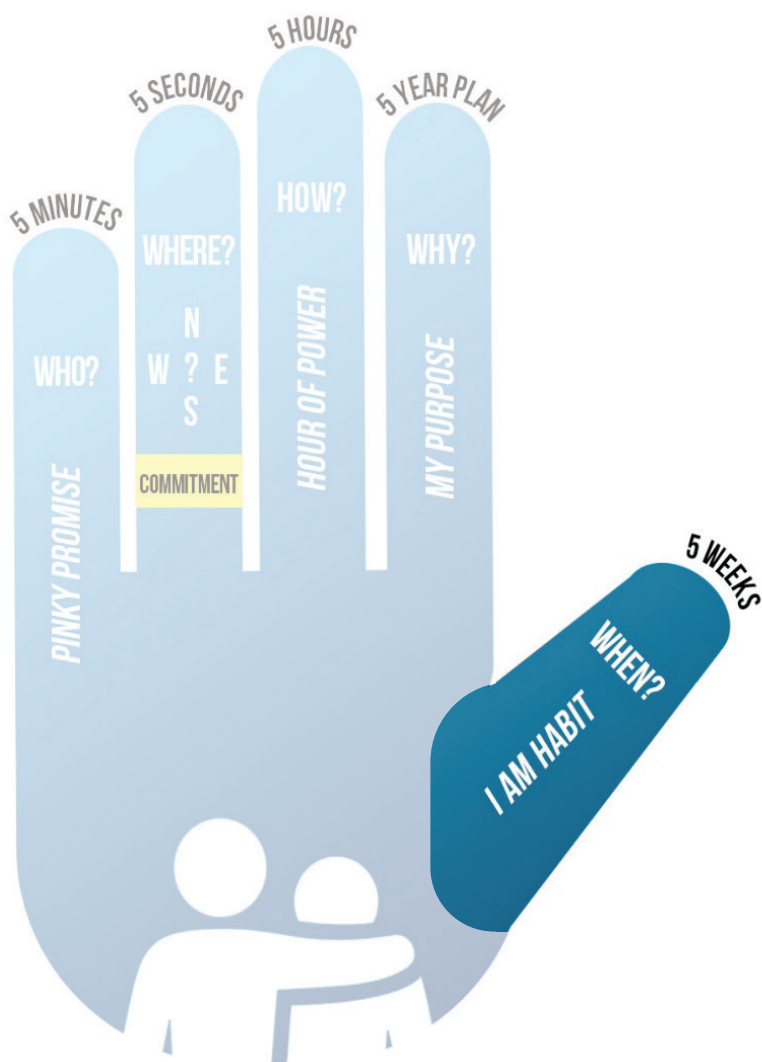 5 MINUTES
WHO?
PINKY PROMISE
5 SECONDS
WHERE?
N
W ? E
S
COMMITMENT
5 HOURS
HOW?
HOUR OF POWER
5 YEAR PLAN
WHY?
MY PURPOSE
5 WEEKS
WHEN?
I AM HABIT